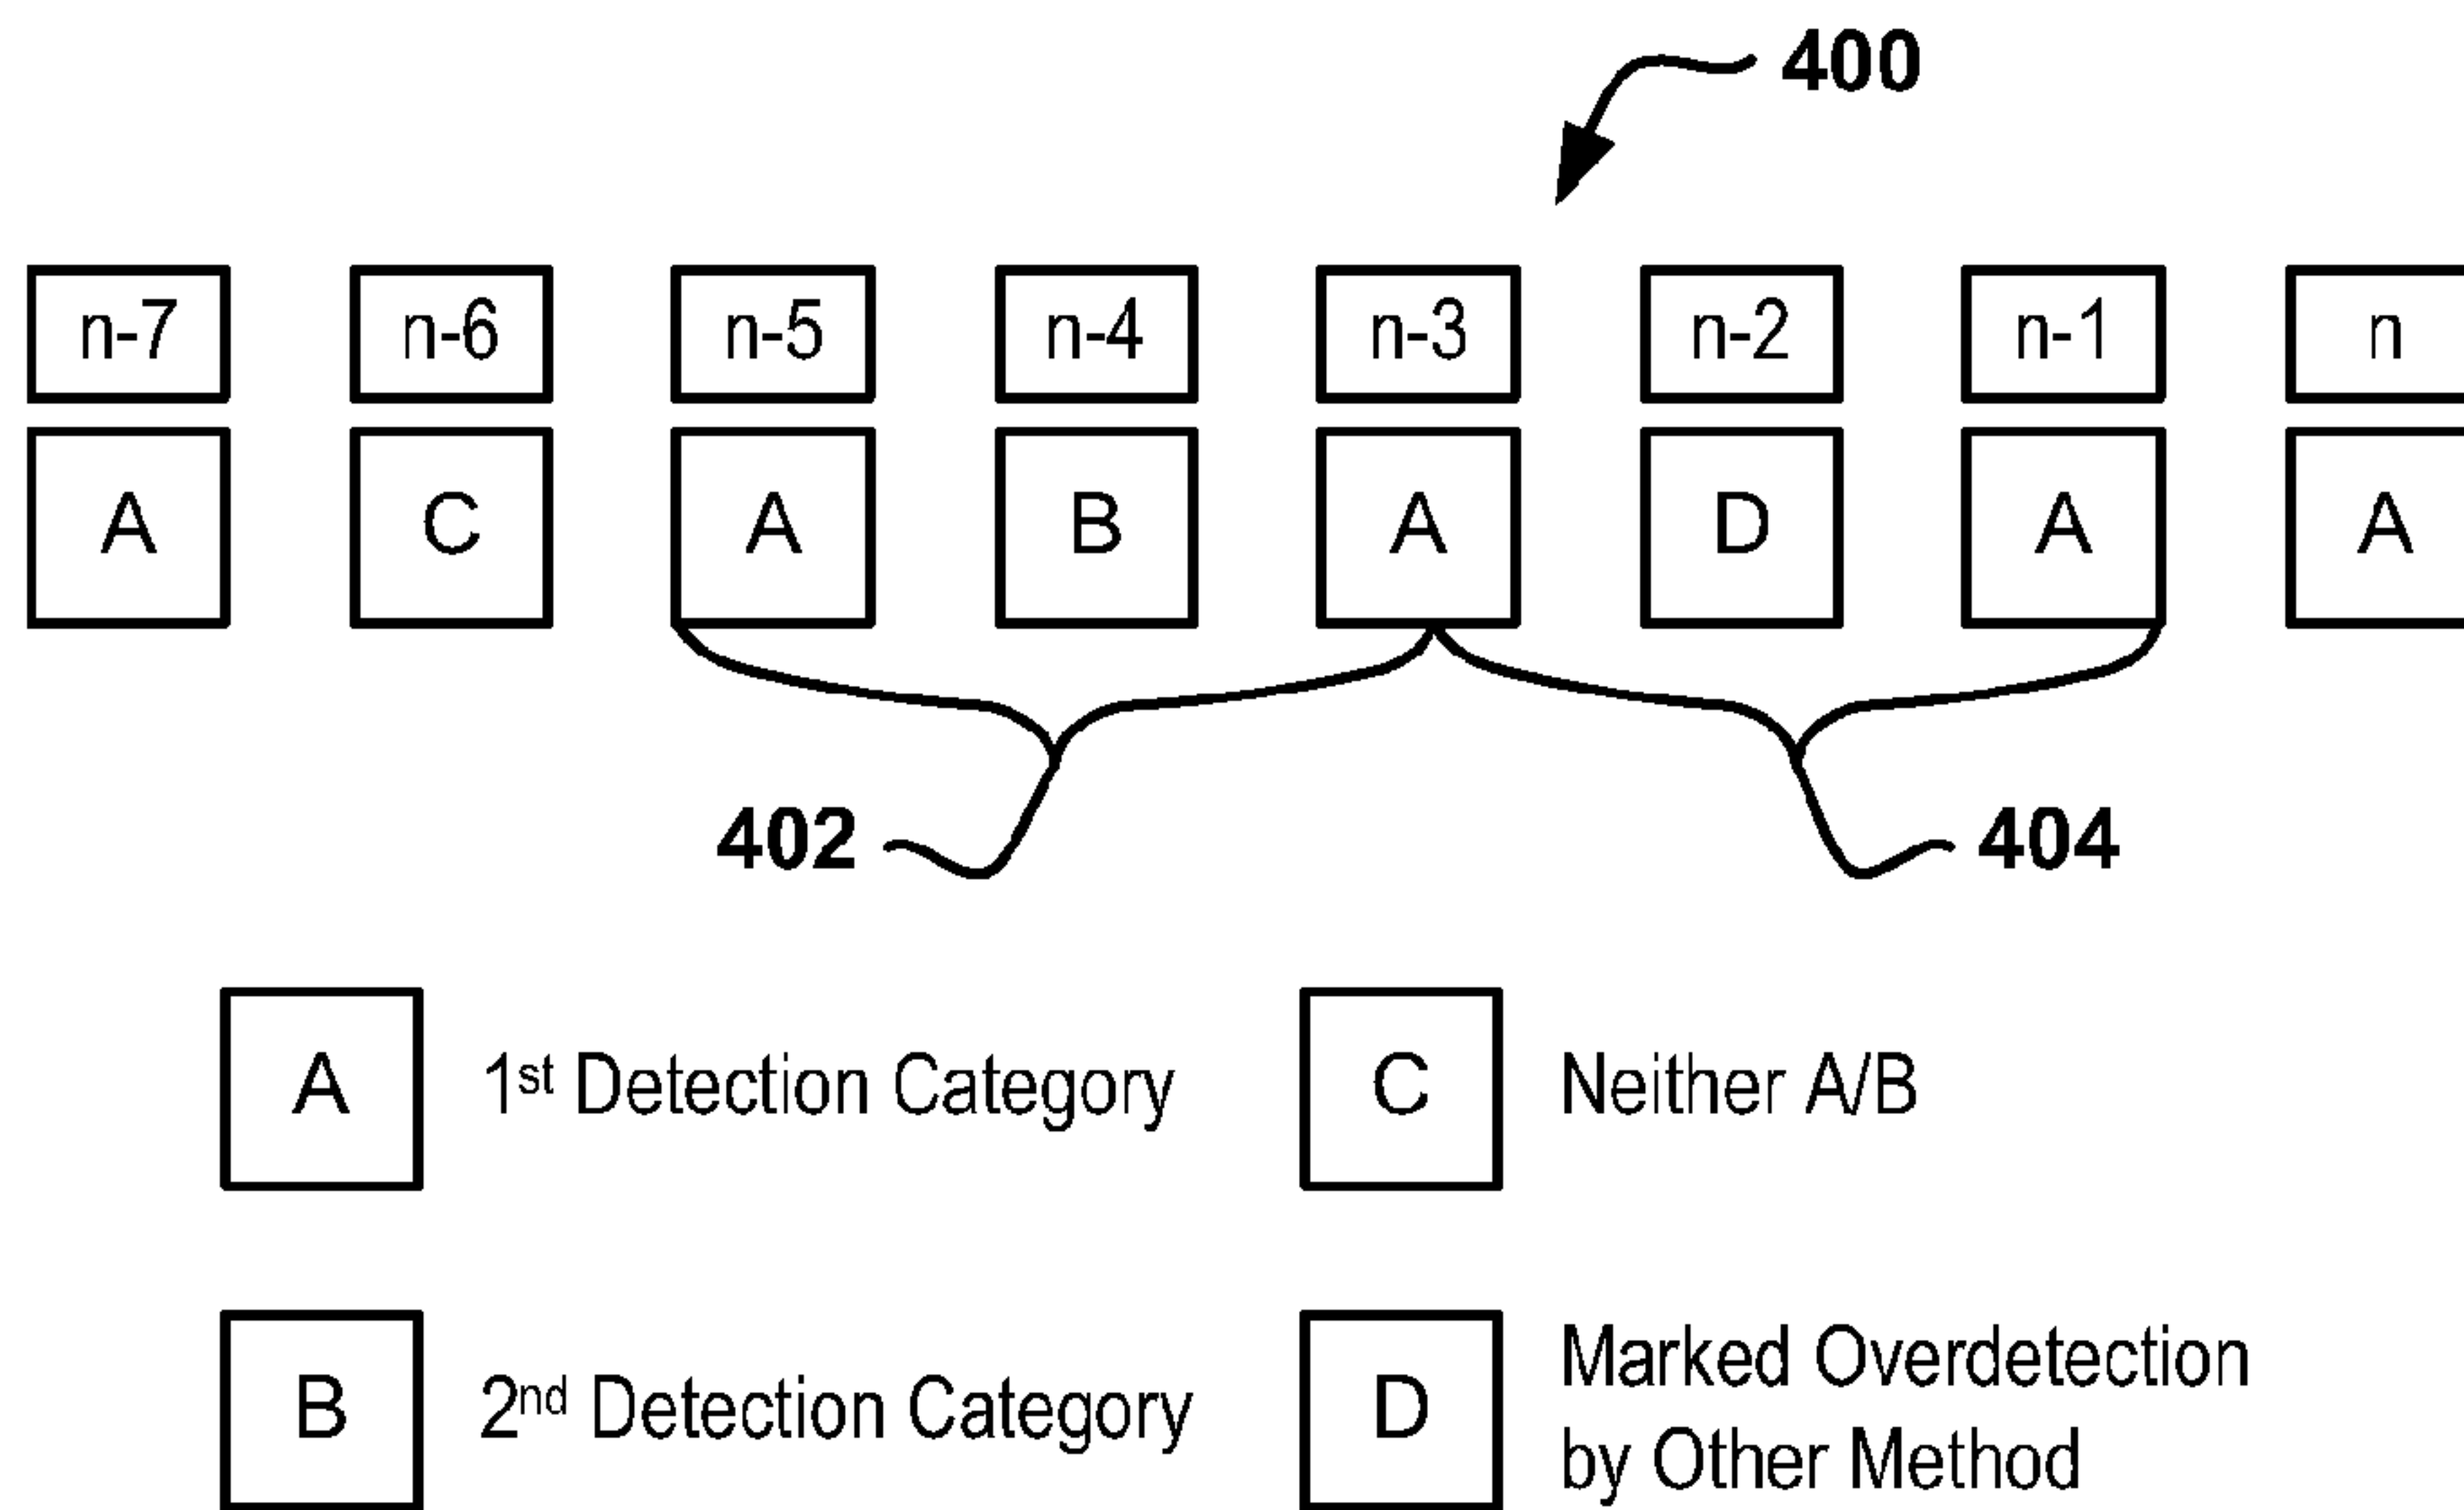 400
n-7 n-6 n-5 n-4 n-3 n-2 n-1 n
A C A B A D A A
402 404
A 1st Detection Category C Neither A/B
B 2nd Detection Category D Marked Overdetection
by Other Method